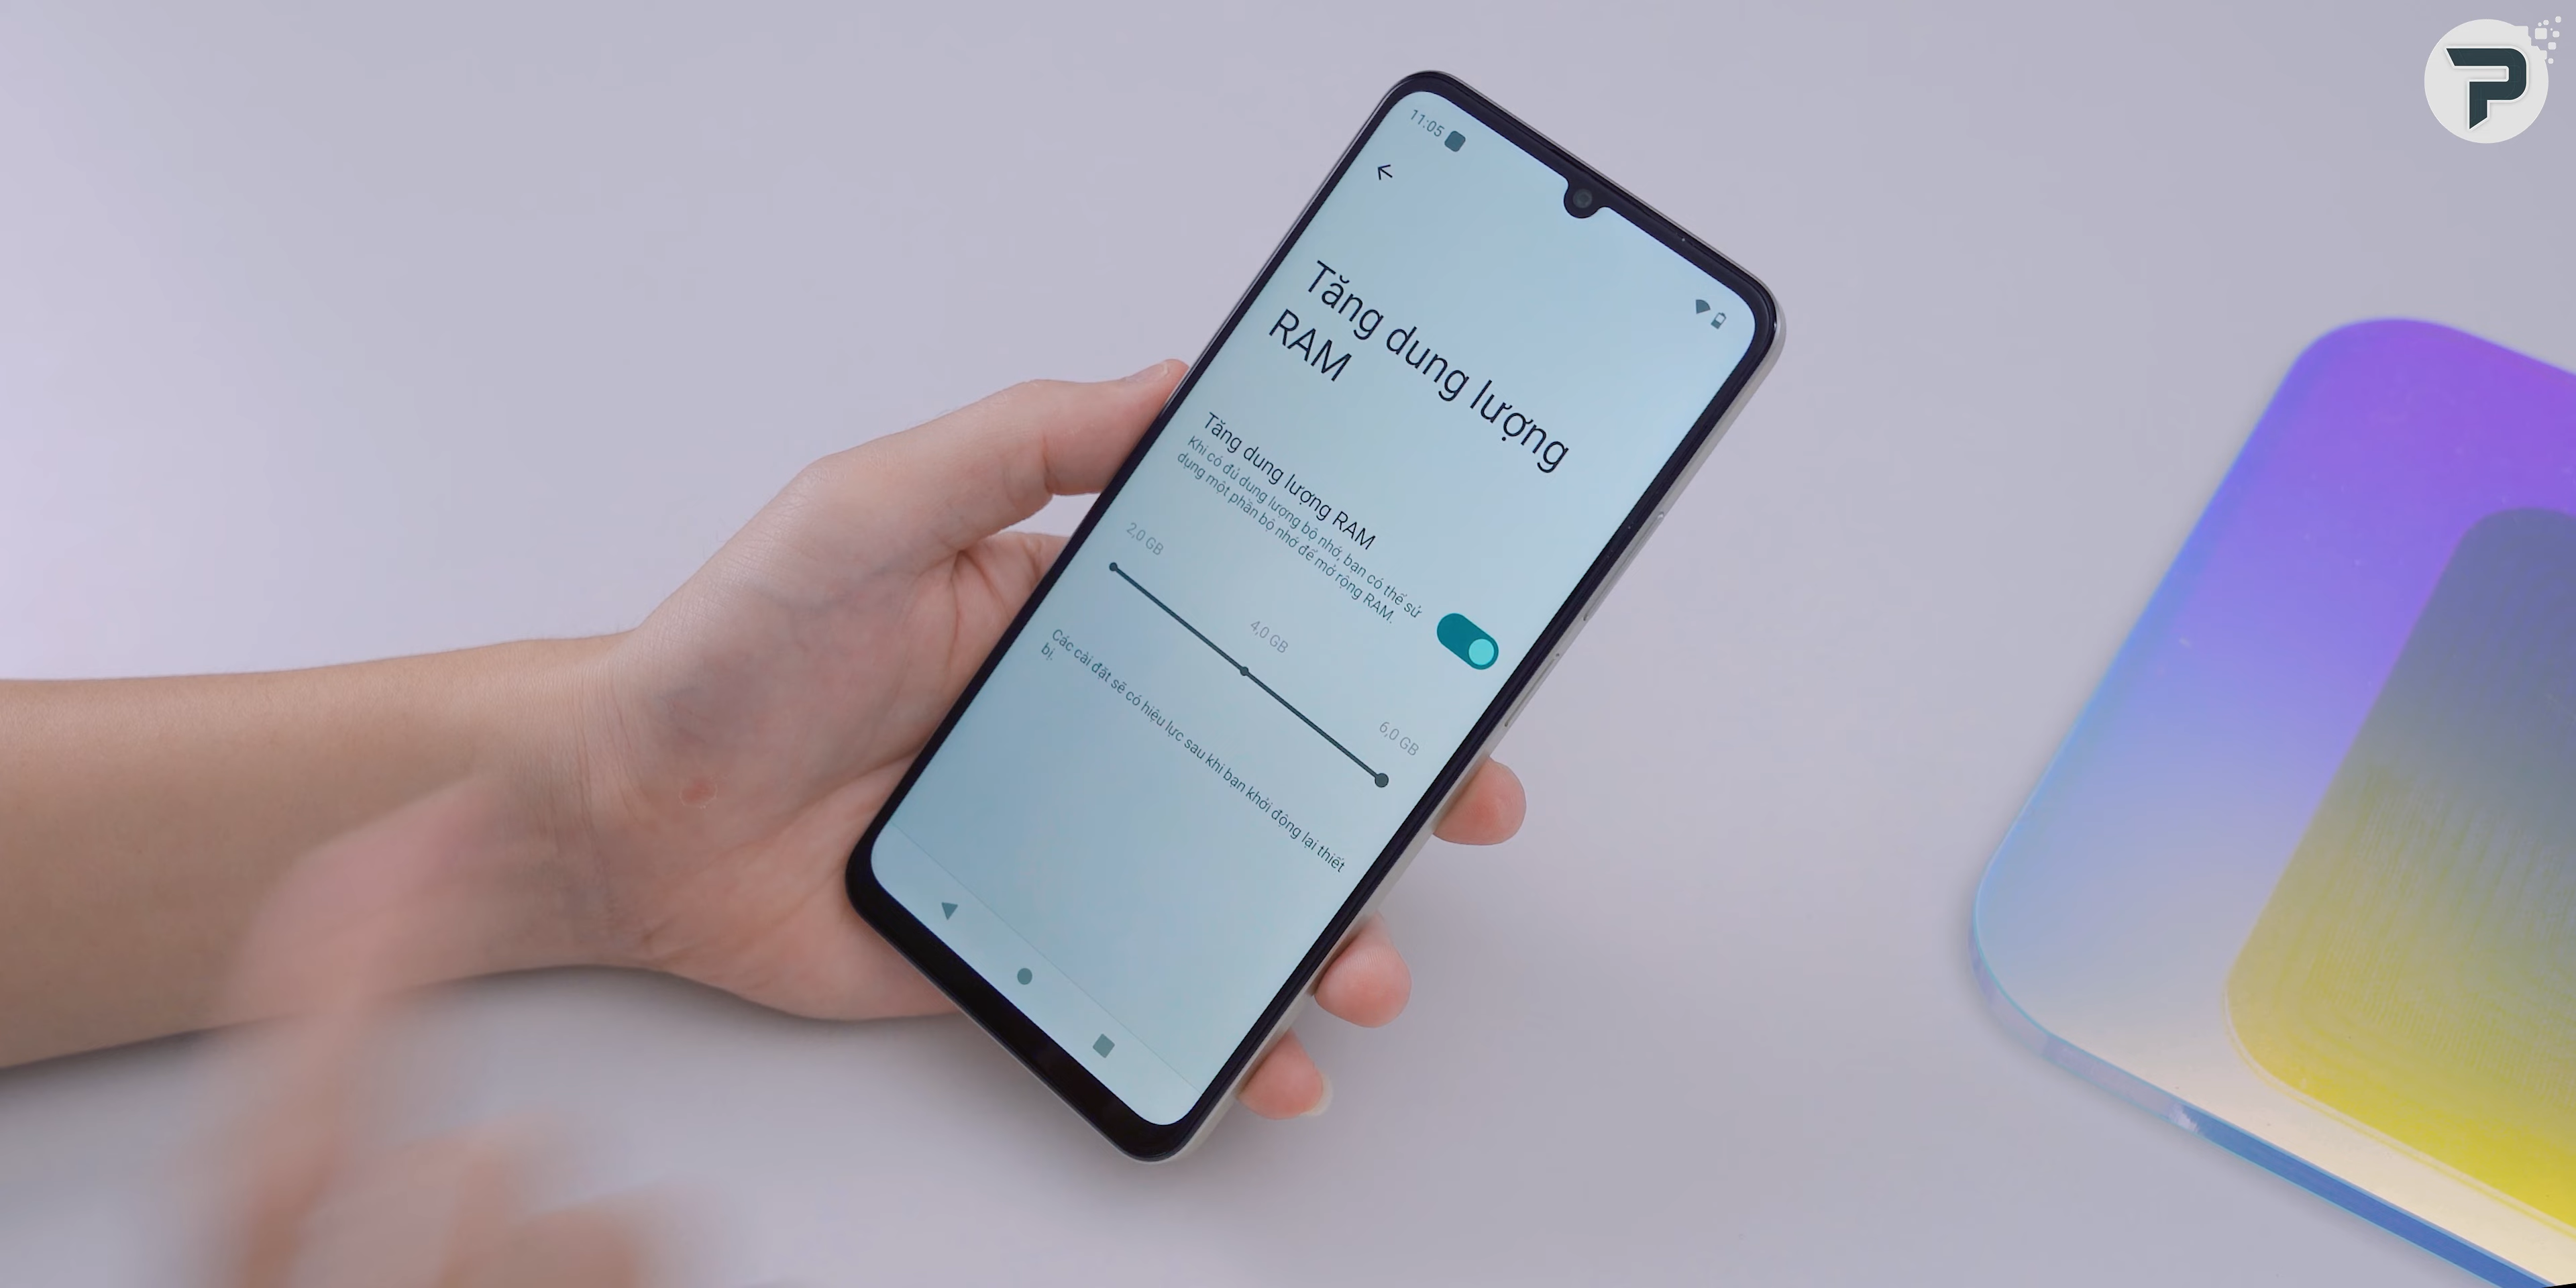 11:05
Tăng dung lượng
RAM
Tăng dung lượng RAM
Khi có đủ dung lượng bộ nhớ, bạn có thể sử
dụng một phần bộ nhớ để mở rộng RAM.
2,0 GB
4,0 GB
6,0 GB
Các cài đặt sẽ có hiệu lực sau khi bạn khởi động lại thiết
bị.
P